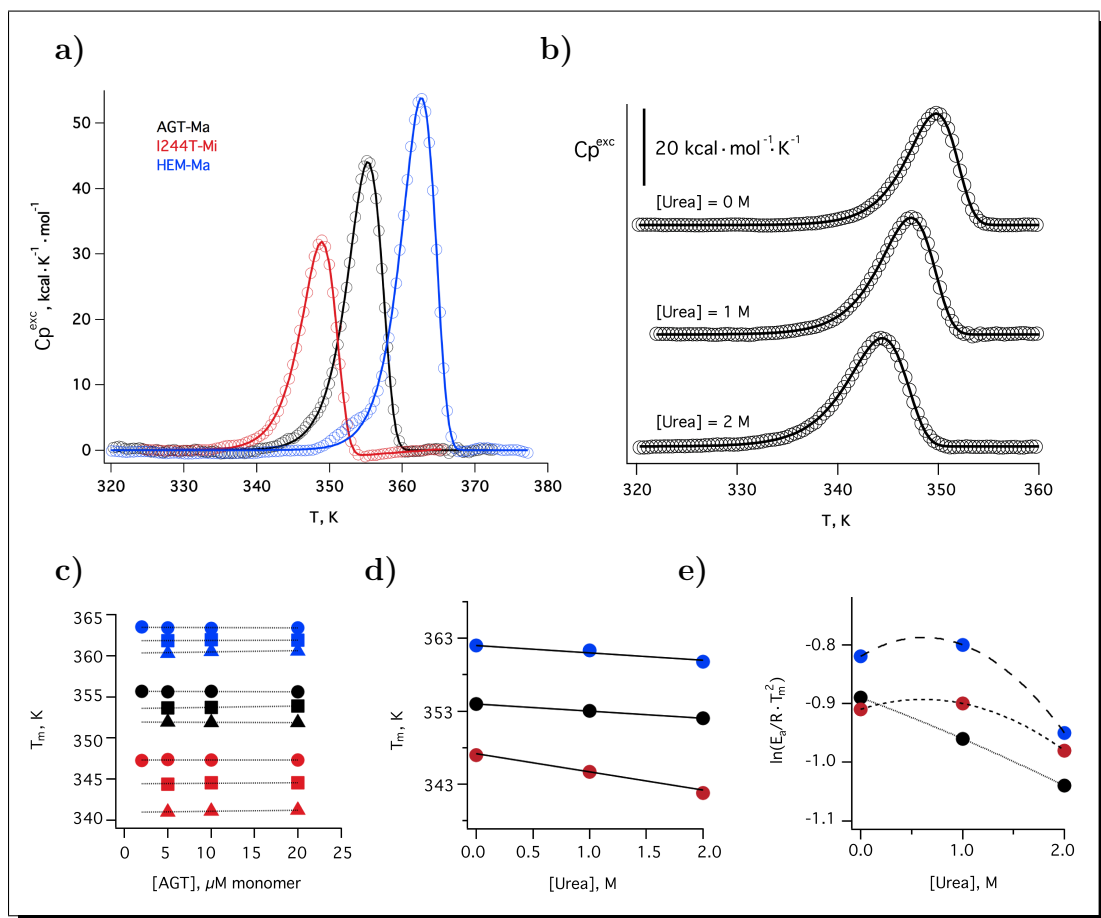 a)
AGT-Ma
I244T-Mi
HEM-Ma
Cp^exc, kcal·K^-1·mol^-1
50
40
30
20
10
0
320 330 340 350 360 370 380
T, K
b)
Cp^exc
20 kcal·mol^-1·K^-1
[Urea] = 0 M
[Urea] = 1 M
[Urea] = 2 M
320 330 340 350 360
T, K
c)
T_m, K
365
360
355
350
345
340
0 5 10 15 20 25
[AGT], µM monomer
d)
T_m, K
363
353
343
0.0 0.5 1.0 1.5 2.0
[Urea], M
e)
ln(E_a/R·T_m^2)
-0.8
-0.9
-1.0
-1.1
0.0 1.0 2.0
[Urea], M